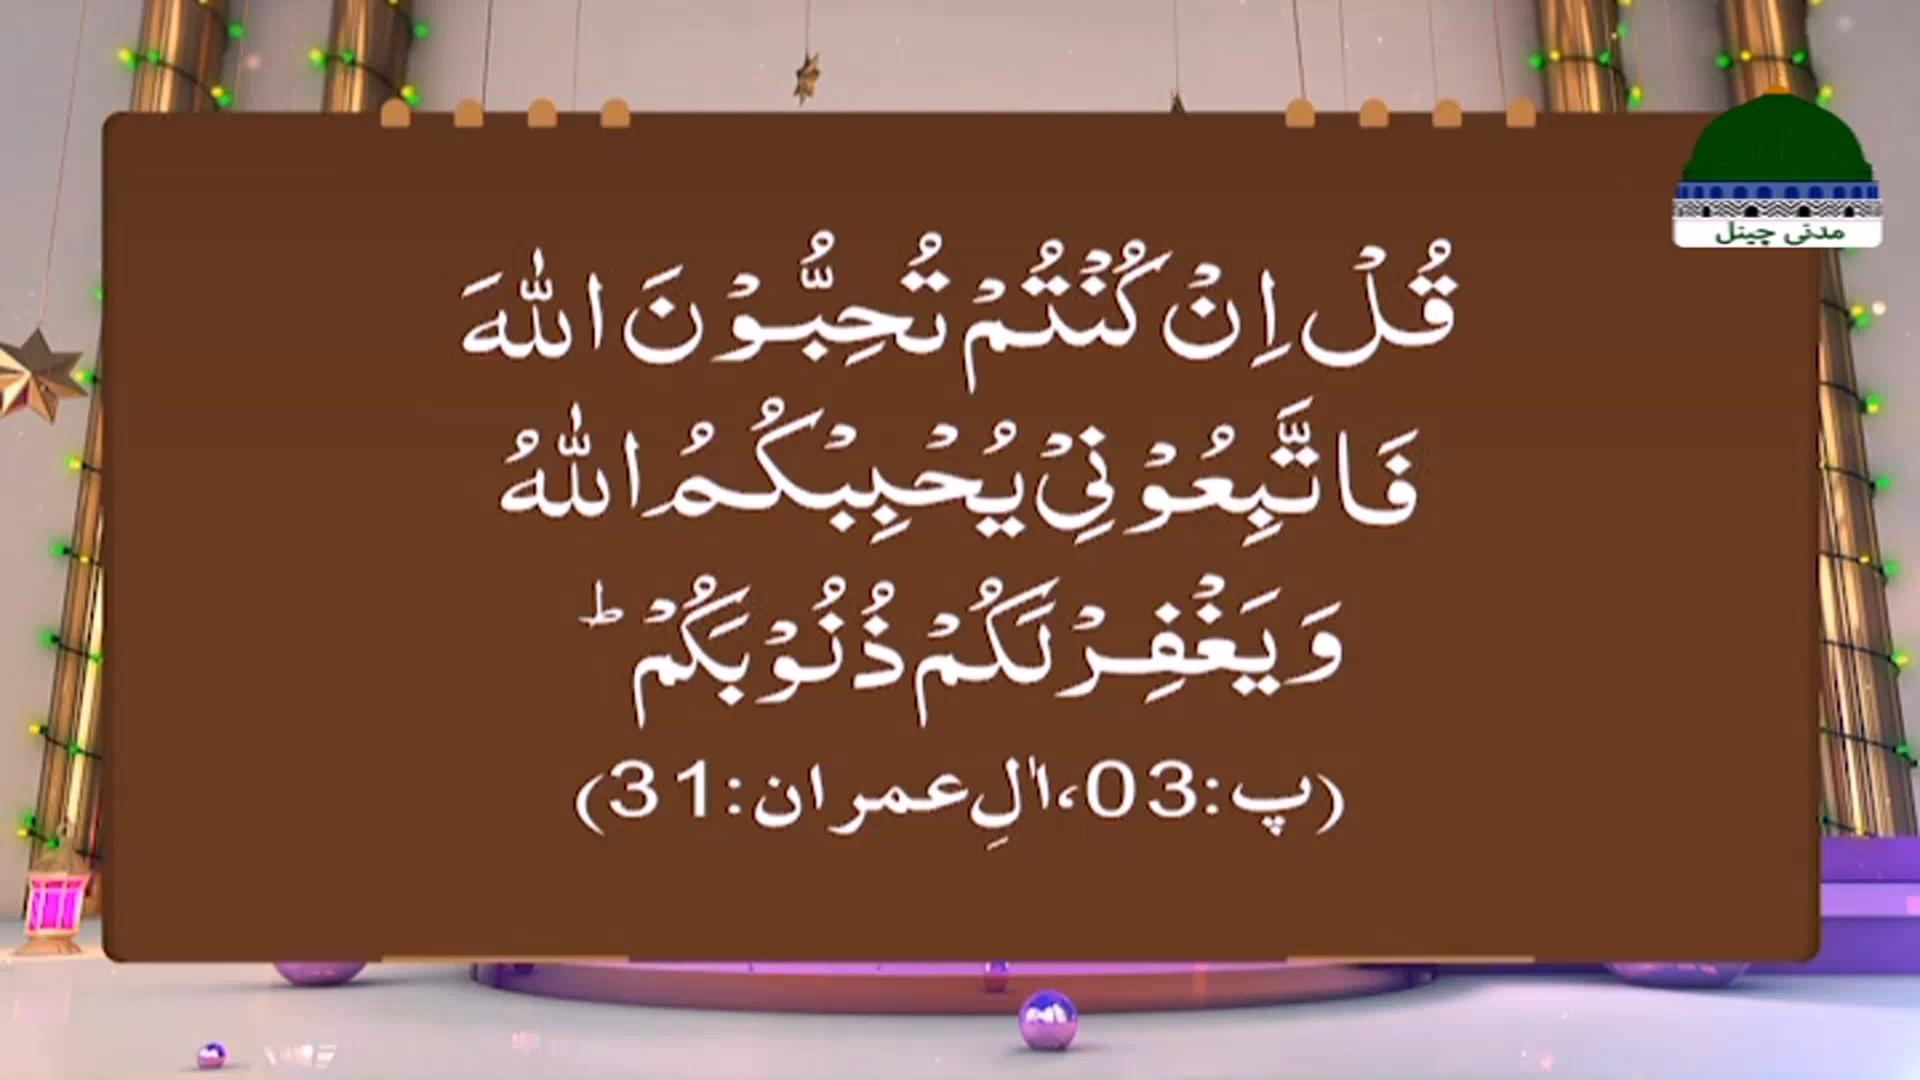 مدنی چینل
قُلْ اِنْ كُنْتُمْ تُحِبُّوْنَ اللّٰهَ
فَاتَّبِعُوْنِیْ یُحْبِبْكُمُ اللّٰهُ
وَ یَغْفِرْ لَكُمْ ذُنُوْبَكُمْ ؕ
(پ:03، اٰلِ عمران:31)